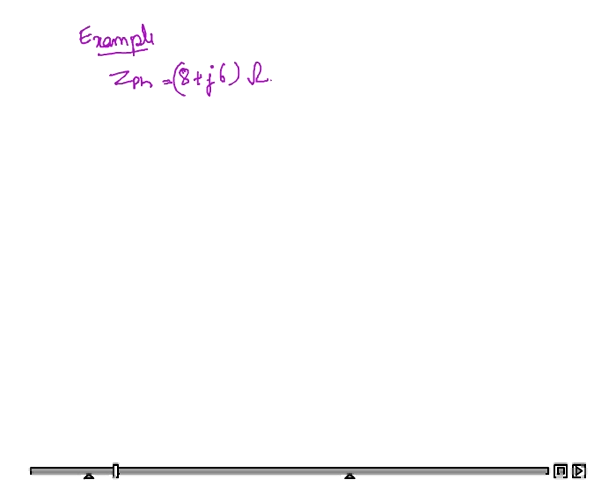 Example
Zph = (8+j6) Ω.